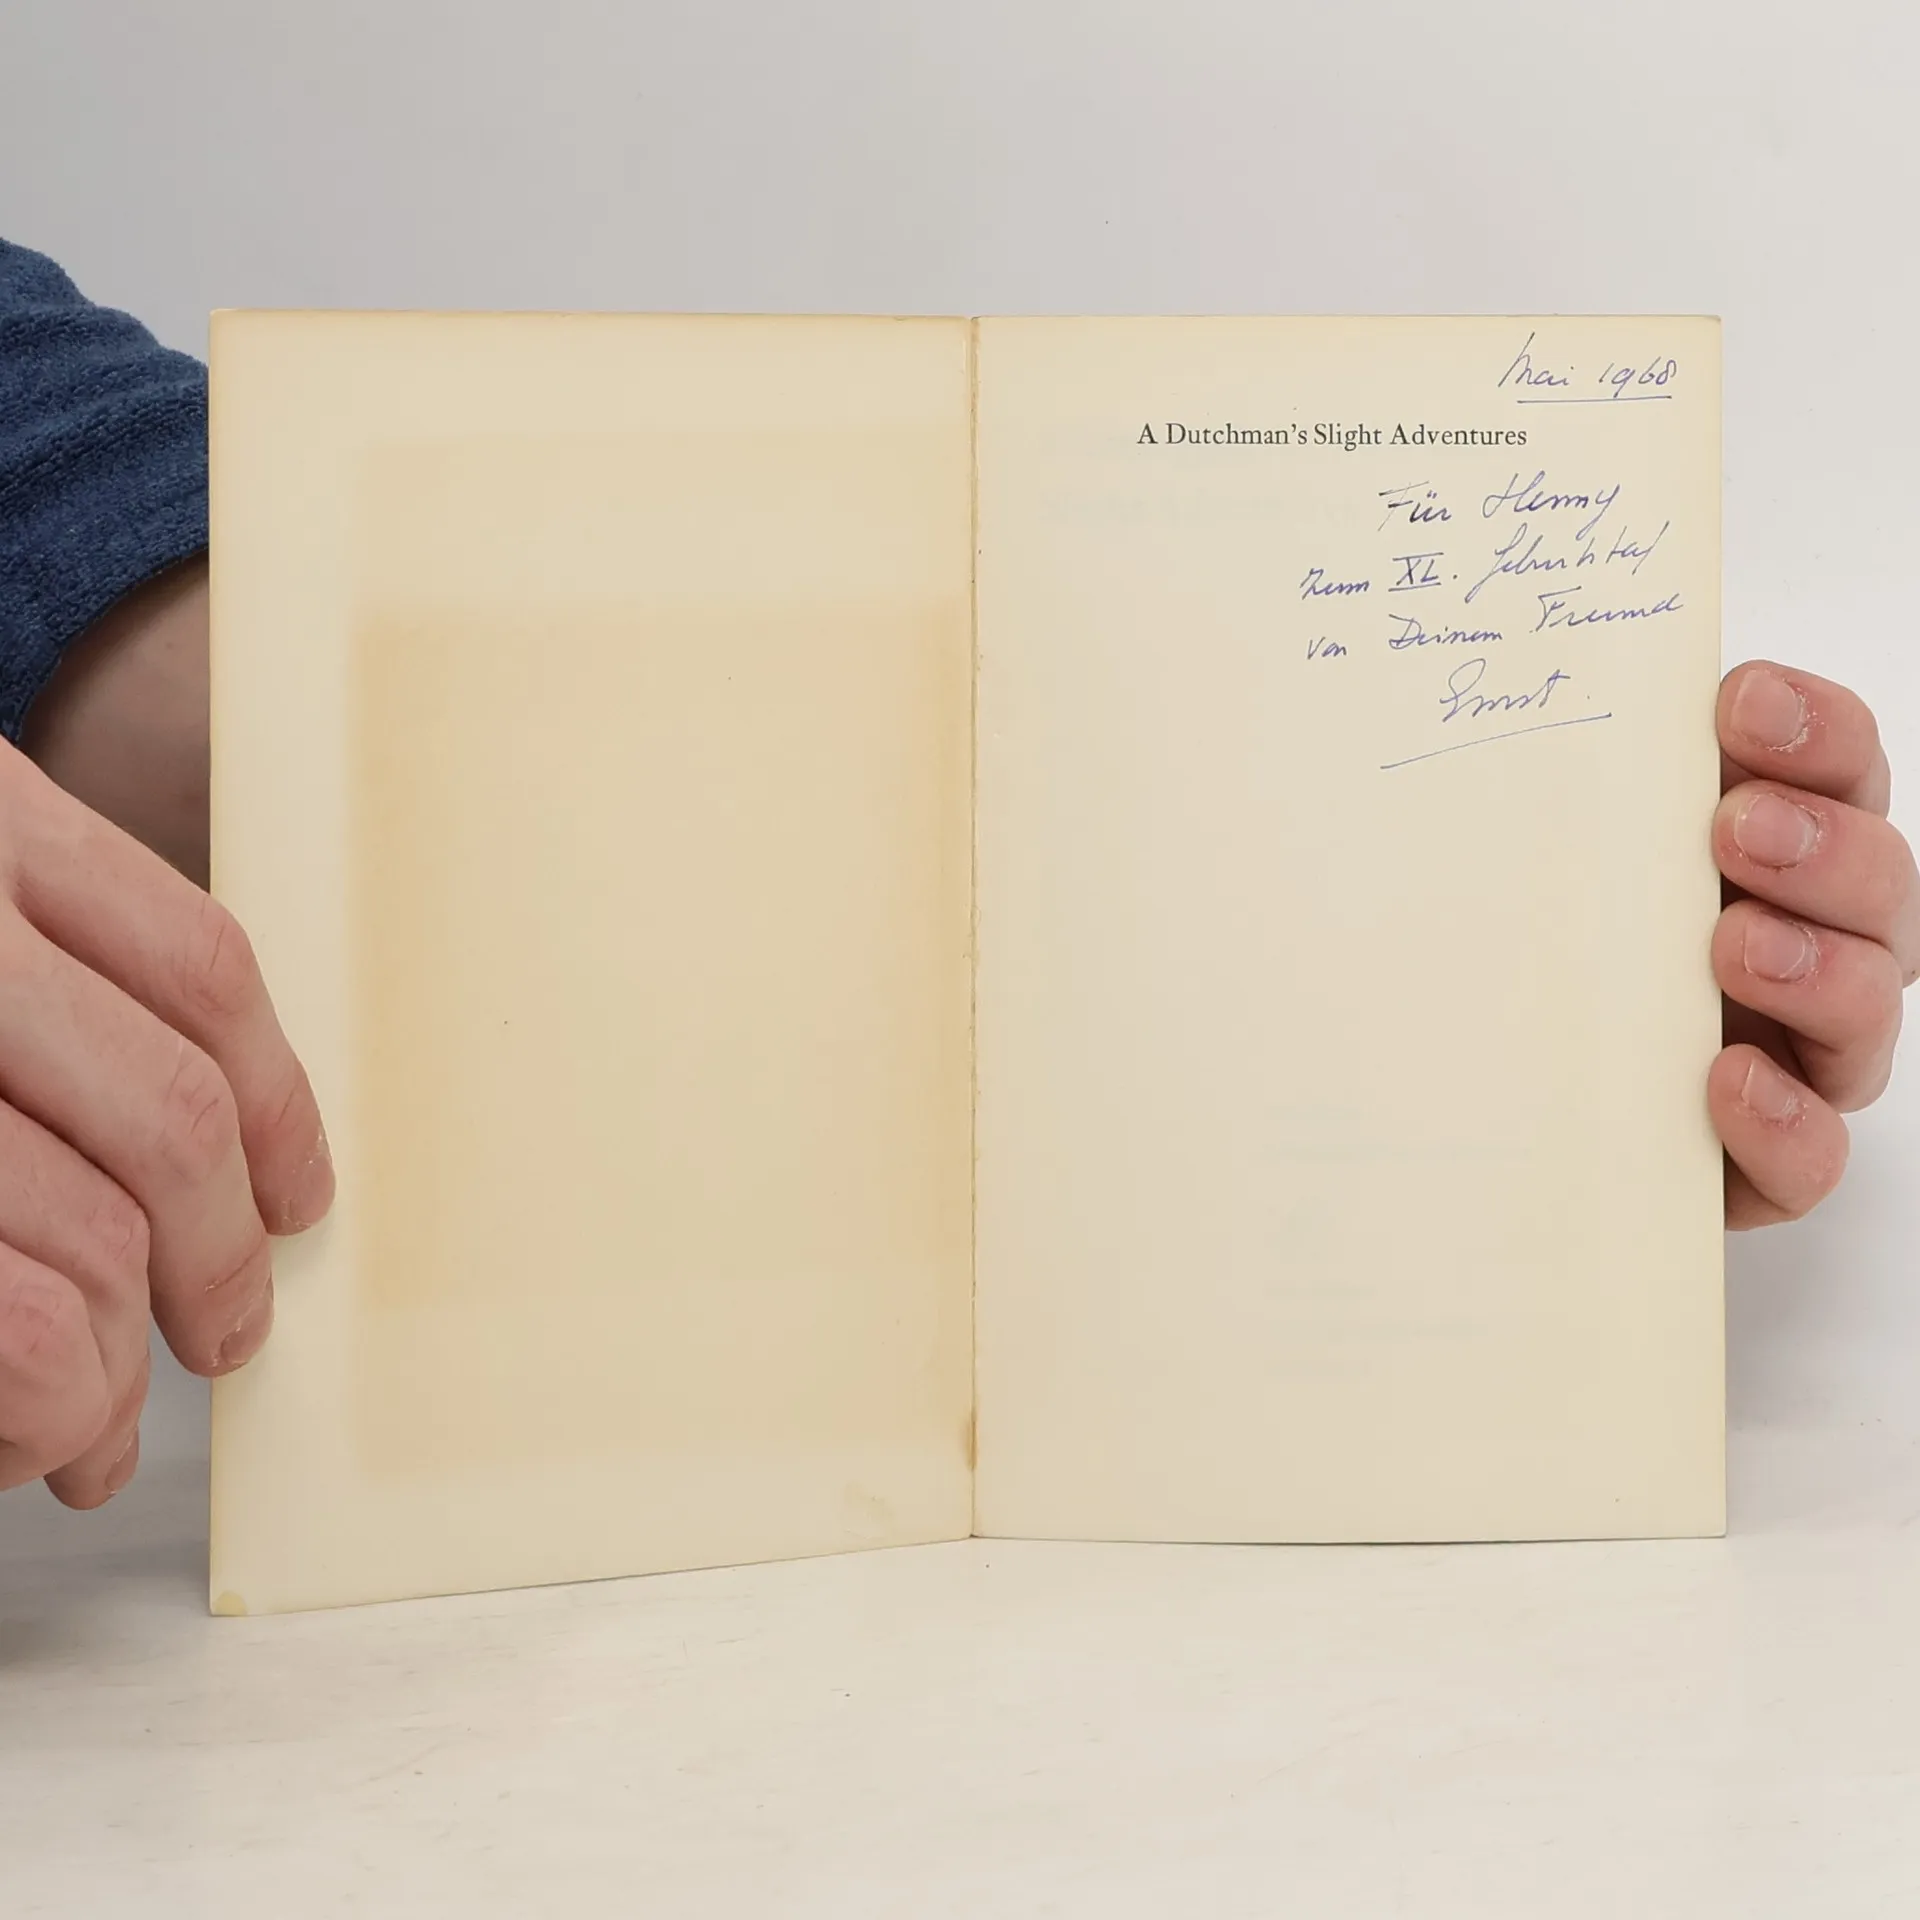 Mai 1968
A Dutchman's Slight Adventures
Für Henny
zum XL. Geburtstag
von Deinem Freund
Ernst.